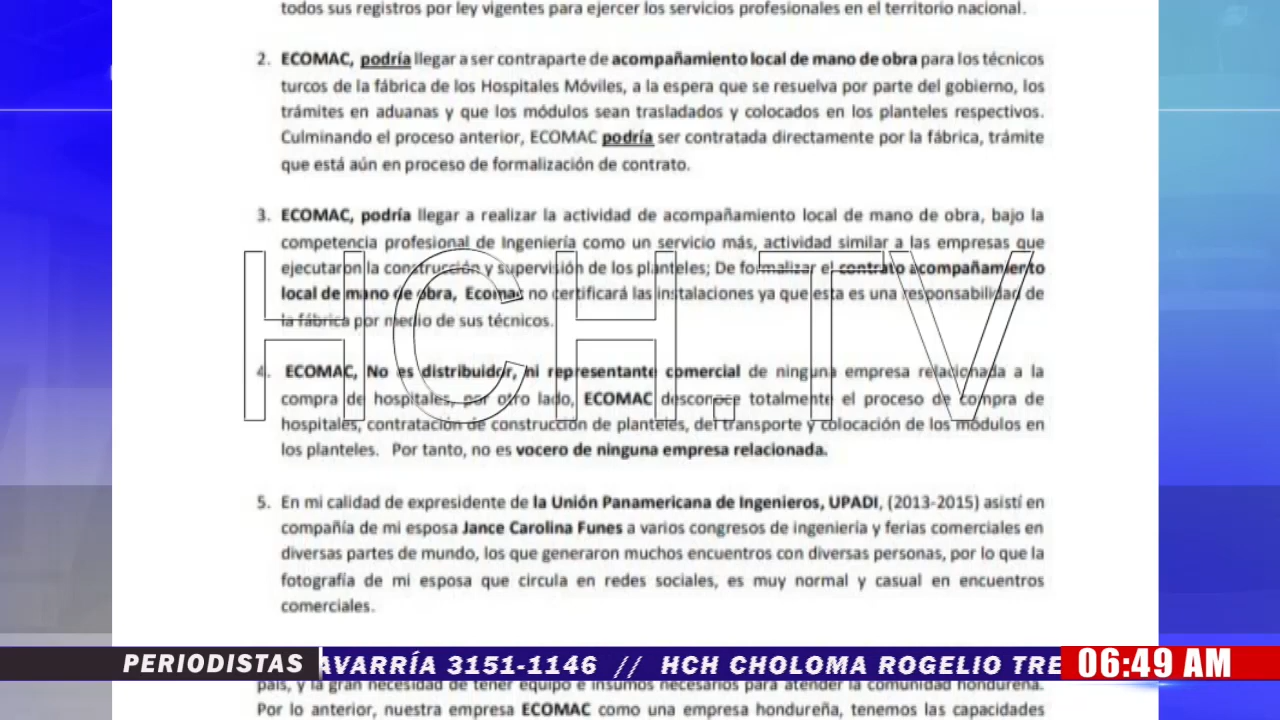 todos sus registros por ley vigentes para ejercer los servicios profesionales en el territorio nacional.
2. ECOMAC, podría llegar a ser contraparte de acompañamiento local de mano de obra para los técnicos
turcos de la fábrica de los Hospitales Móviles, a la espera que se resuelva por parte del gobierno, los
trámites en aduanas y que los módulos sean trasladados y colocados en los planteles respectivos.
Culminando el proceso anterior, ECOMAC podría ser contratada directamente por la fábrica, trámite
que está aún en proceso de formalización de contrato.
3. ECOMAC, podría llegar a realizar la actividad de acompañamiento local de mano de obra, bajo la
competencia profesional de Ingeniería como un servicio más, actividad similar a las empresas que
ejecutaron la construcción y supervisión de los planteles; De formalizar el contrato acompañamiento
local de mano de obra, Ecomac no certificará las instalaciones ya que esta es una responsabilidad de
la fábrica por medio de sus técnicos.
HCH.TV
4. ECOMAC, No es distribuidor, ni representante comercial de ninguna empresa relacionada a la
compra de hospitales, por otro lado, ECOMAC desconoce totalmente el proceso de compra de
hospitales, contratación de construcción de planteles, del transporte y colocación de los módulos en
los planteles. Por tanto, no es vocero de ninguna empresa relacionada.
5. En mi calidad de expresidente de la Unión Panamericana de Ingenieros, UPADI, (2013-2015) asistí en
compañía de mi esposa Jance Carolina Funes a varios congresos de ingeniería y ferias comerciales en
diversas partes de mundo, los que generaron muchos encuentros con diversas personas, por lo que la
fotografía de mi esposa que circula en redes sociales, es muy normal y casual en encuentros
comerciales.
PERIODISTAS AVARRÍA 3151-1146 // HCH CHOLOMA ROGELIO TRE 06:49 AM
país, y la gran necesidad de tener equipo e insumos necesarios para atender la comunidad hondureña.
Por lo anterior, nuestra empresa ECOMAC como una empresa hondureña, tenemos las capacidades